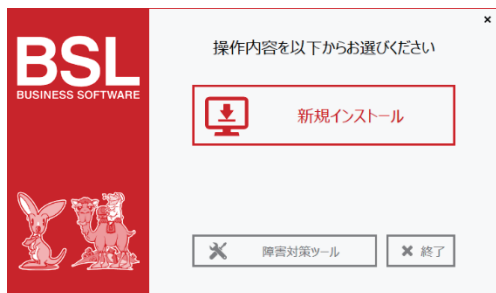 BSL
BUSINESS SOFTWARE
操作内容を以下からお選びください
新規インストール
障害対策ツール
終了